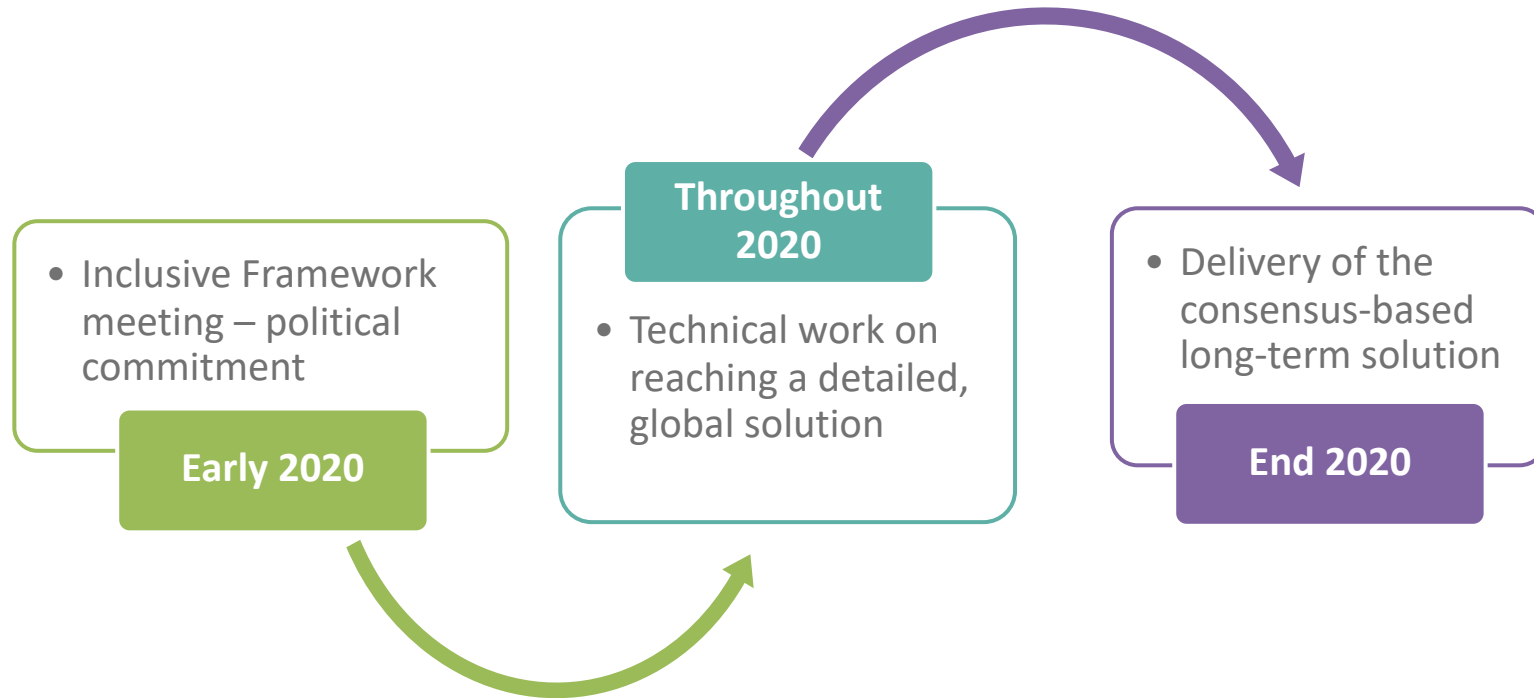 • Inclusive Framework
meeting – political
commitment
Early 2020
Throughout
2020
• Technical work on
reaching a detailed,
global solution
• Delivery of the
consensus-based
long-term solution
End 2020